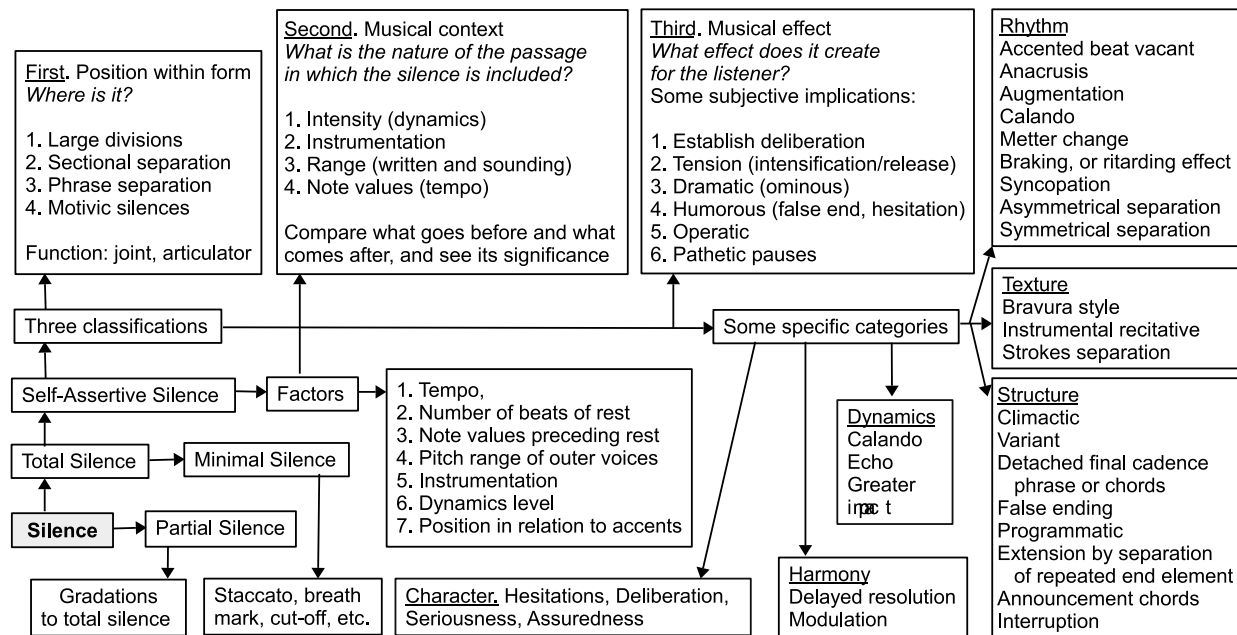 First. Position within form
Where is it?
1. Large divisions
2. Sectional separation
3. Phrase separation
4. Motivic silences
Function: joint, articulator
Second. Musical context
What is the nature of the passage
in which the silence is included?
1. Intensity (dynamics)
2. Instrumentation
3. Range (written and sounding)
4. Note values (tempo)
Compare what goes before and what
comes after, and see its significance
Third. Musical effect
What effect does it create
for the listener?
Some subjective implications:
1. Establish deliberation
2. Tension (intensification/release)
3. Dramatic (ominous)
4. Humorous (false end, hesitation)
5. Operatic
6. Pathetic pauses
Rhythm
Accented beat vacant
Anacrusis
Augmentation
Calando
Metter change
Braking, or ritarding effect
Syncopation
Asymmetrical separation
Symmetrical separation
Three classifications
Some specific categories
Texture
Bravura style
Instrumental recitative
Strokes separation
Self-Assertive Silence
Factors
1. Tempo,
2. Number of beats of rest
3. Note values preceding rest
4. Pitch range of outer voices
5. Instrumentation
6. Dynamics level
7. Position in relation to accents
Dynamics
Calando
Echo
Greater
impact
Structure
Climactic
Variant
Detached final cadence
phrase or chords
False ending
Programmatic
Extension by separation
of repeated end element
Announcement chords
Interruption
Total Silence
Minimal Silence
Silence
Partial Silence
Gradations
to total silence
Staccato, breath
mark, cut-off, etc.
Character. Hesitations, Deliberation,
Seriousness, Assuredness
Harmony
Delayed resolution
Modulation